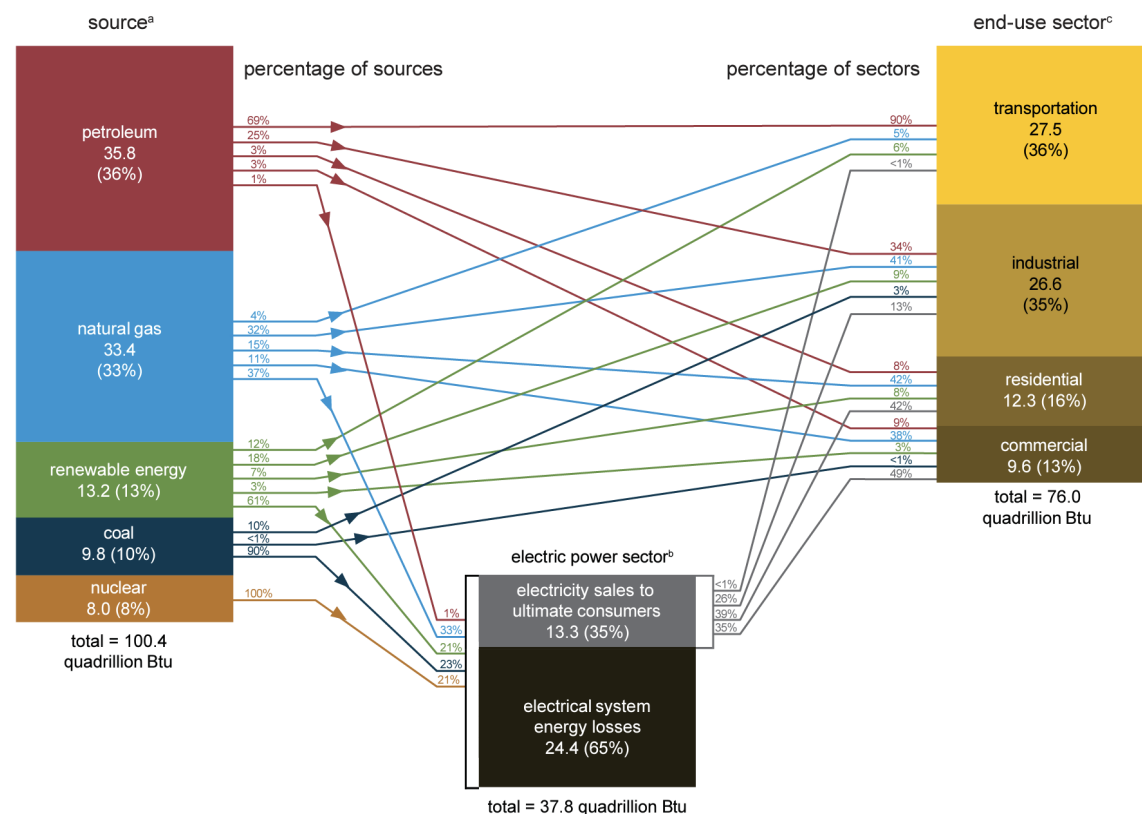 sourceᵃ
end-use sectorᶜ
percentage of sources
percentage of sectors
petroleum
35.8
(36%)
69%
25%
3%
3%
1%
natural gas
33.4
(33%)
4%
32%
15%
11%
37%
renewable energy
13.2 (13%)
12%
18%
7%
3%
61%
coal
9.8 (10%)
10%
<1%
90%
nuclear
8.0 (8%)
100%
total = 100.4
quadrillion Btu
electric power sectorᵇ
1%
33%
21%
23%
21%
electricity sales to
ultimate consumers
13.3 (35%)
electrical system
energy losses
24.4 (65%)
total = 37.8 quadrillion Btu
<1%
26%
39%
35%
90%
5%
6%
<1%
transportation
27.5
(36%)
34%
41%
9%
3%
13%
industrial
26.6
(35%)
8%
42%
8%
42%
residential
12.3 (16%)
9%
38%
3%
<1%
49%
commercial
9.6 (13%)
total = 76.0
quadrillion Btu